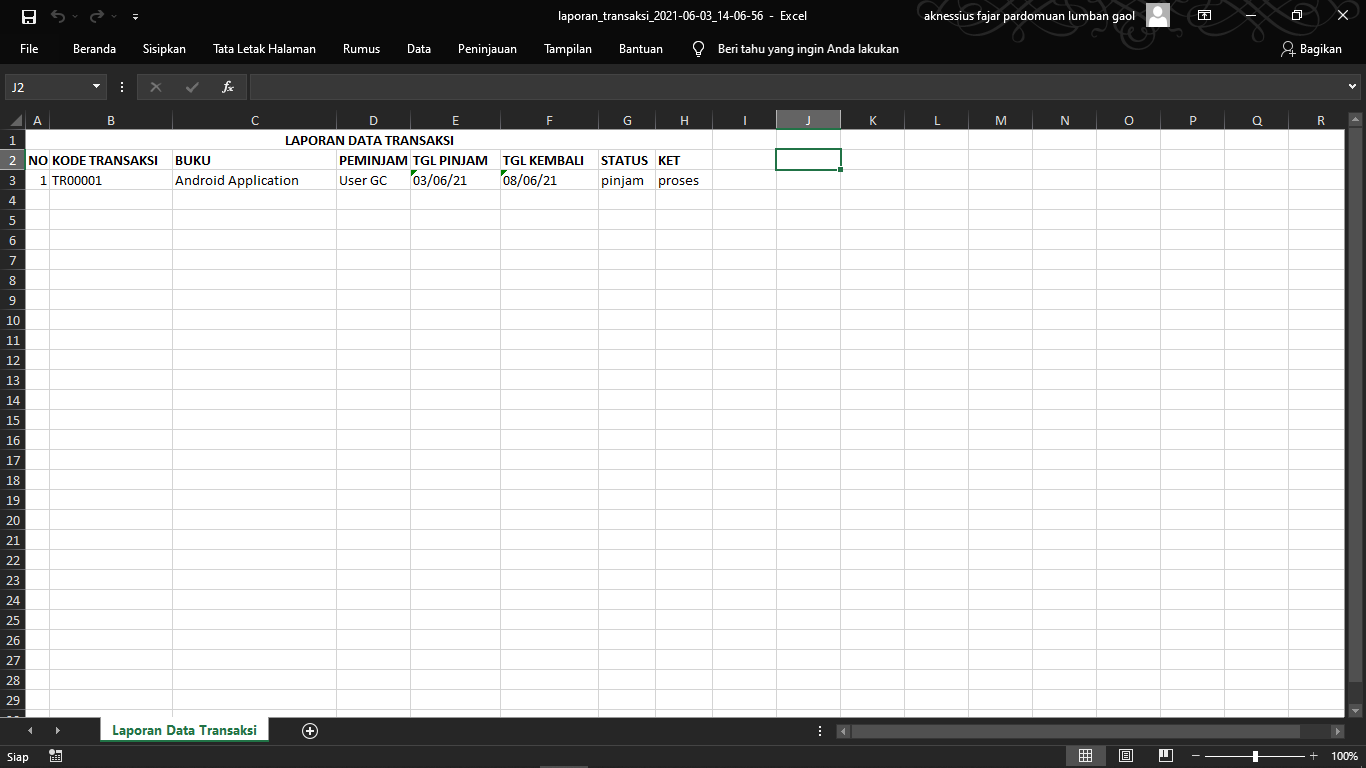 laporan_transaksi_2021-06-03_14-06-56 - Excel
aknessius fajar pardomuan lumban gaol
File Beranda Sisipkan Tata Letak Halaman Rumus Data Peninjauan Tampilan Bantuan Beri tahu yang ingin Anda lakukan Bagikan
J2 fx
A B C D E F G H I J K L M N O P Q R
1 LAPORAN DATA TRANSAKSI
2 NO KODE TRANSAKSI BUKU PEMINJAM TGL PINJAM TGL KEMBALI STATUS KET
3 1 TR00001 Android Application User GC 03/06/21 08/06/21 pinjam proses
4
5
6
7
8
9
10
11
12
13
14
15
16
17
18
19
20
21
22
23
24
25
26
27
28
29
Laporan Data Transaksi
Siap 100%